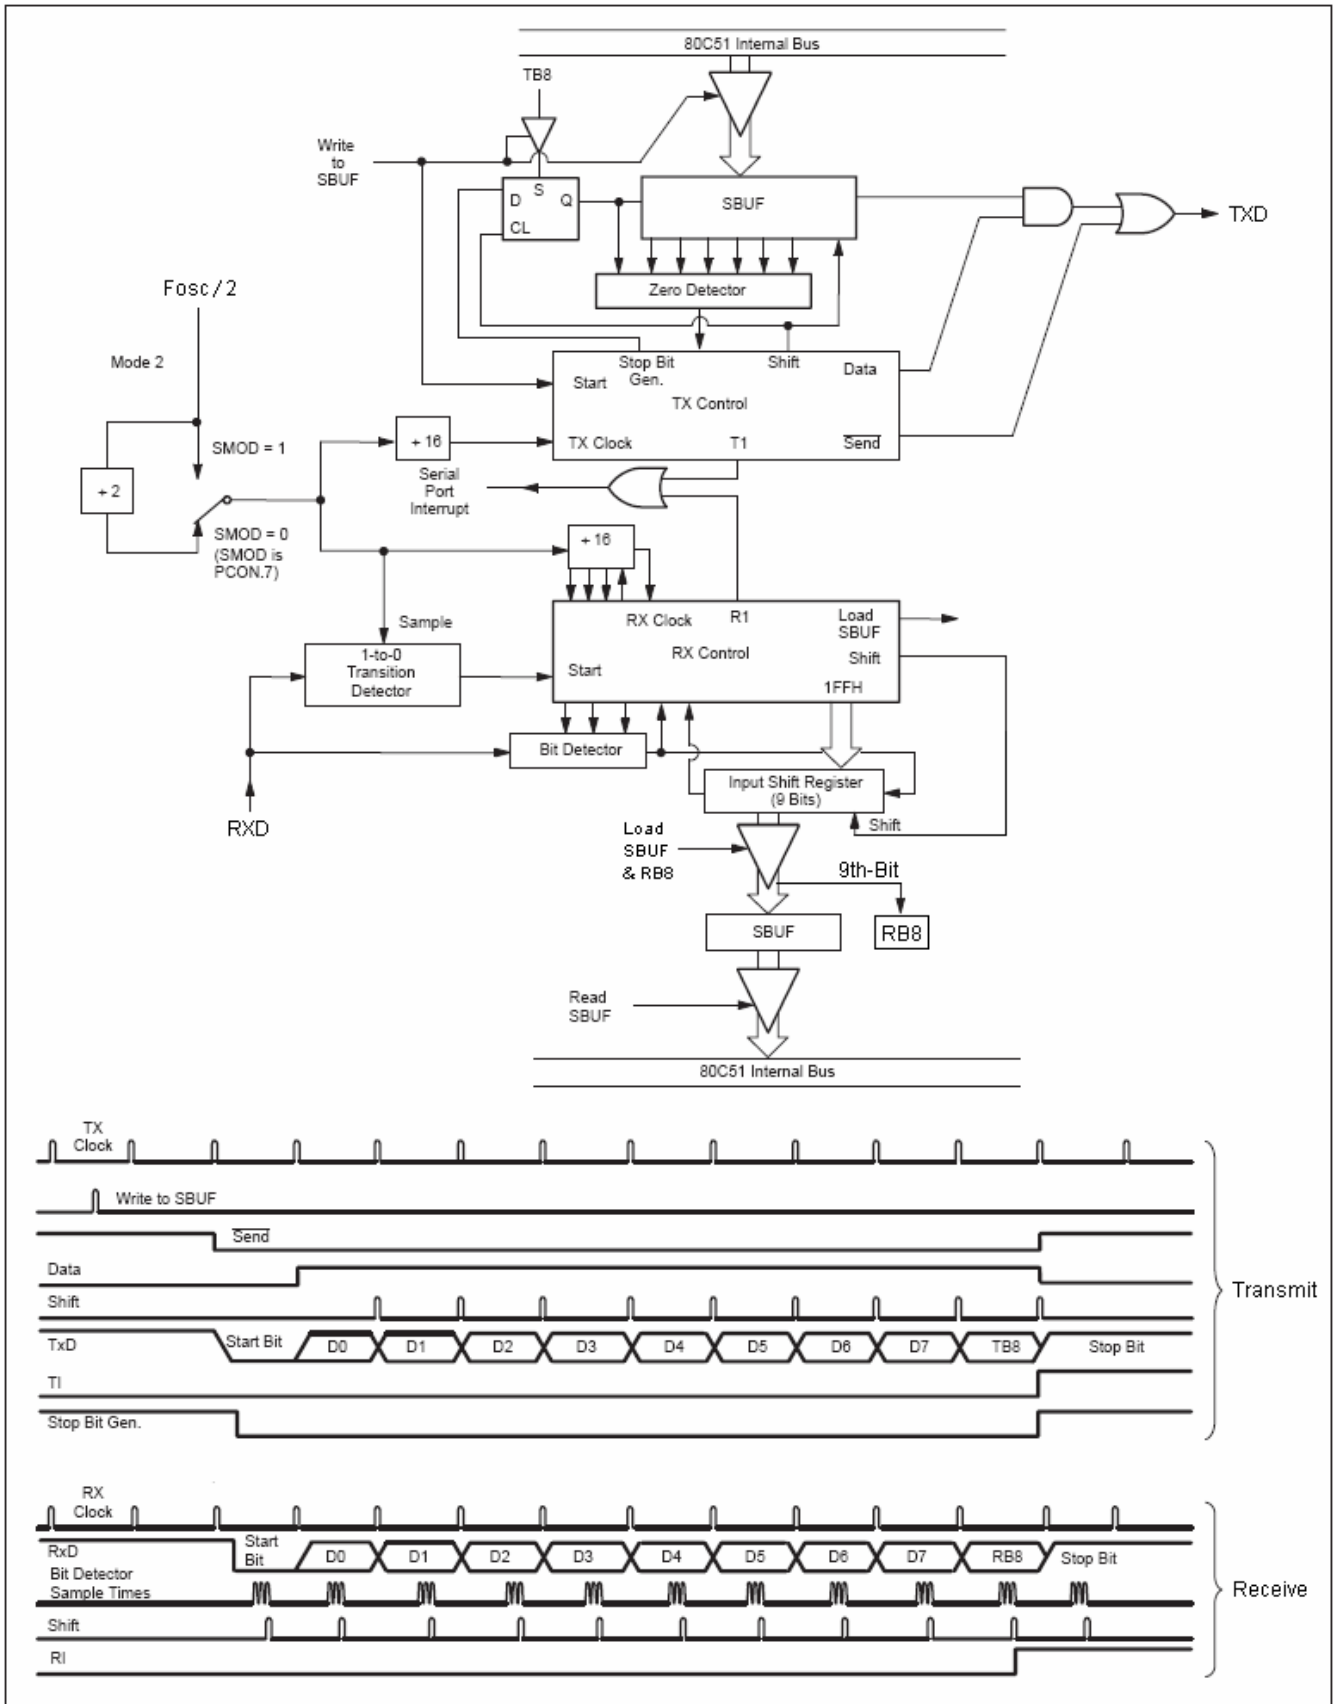 80C51 Internal Bus
TB8
Write
to
SBUF
D
S
Q
CL
SBUF
TXD
Zero Detector
Fosc/2
Mode 2
Stop Bit
Gen.
Shift
Data
Start
TX Control
SMOD = 1
÷ 16
TX Clock
T1
Send
÷ 2
Serial
Port
Interrupt
SMOD = 0
(SMOD is
PCON.7)
÷ 16
Sample
RX Clock
R1
Load
SBUF
1-to-0
Transition
Detector
Start
RX Control
Shift
1FFH
Bit Detector
Input Shift Register
(9 Bits)
RXD
Load
SBUF
& RB8
Shift
9th-Bit
SBUF
RB8
Read
SBUF
80C51 Internal Bus
TX
Clock
Write to SBUF
Send
Data
Shift
Transmit
TxD
Start Bit
D0
D1
D2
D3
D4
D5
D6
D7
TB8
Stop Bit
TI
Stop Bit Gen.
RX
Clock
RxD
Start
Bit
D0
D1
D2
D3
D4
D5
D6
D7
RB8
Stop Bit
Bit Detector
Sample Times
Receive
Shift
RI